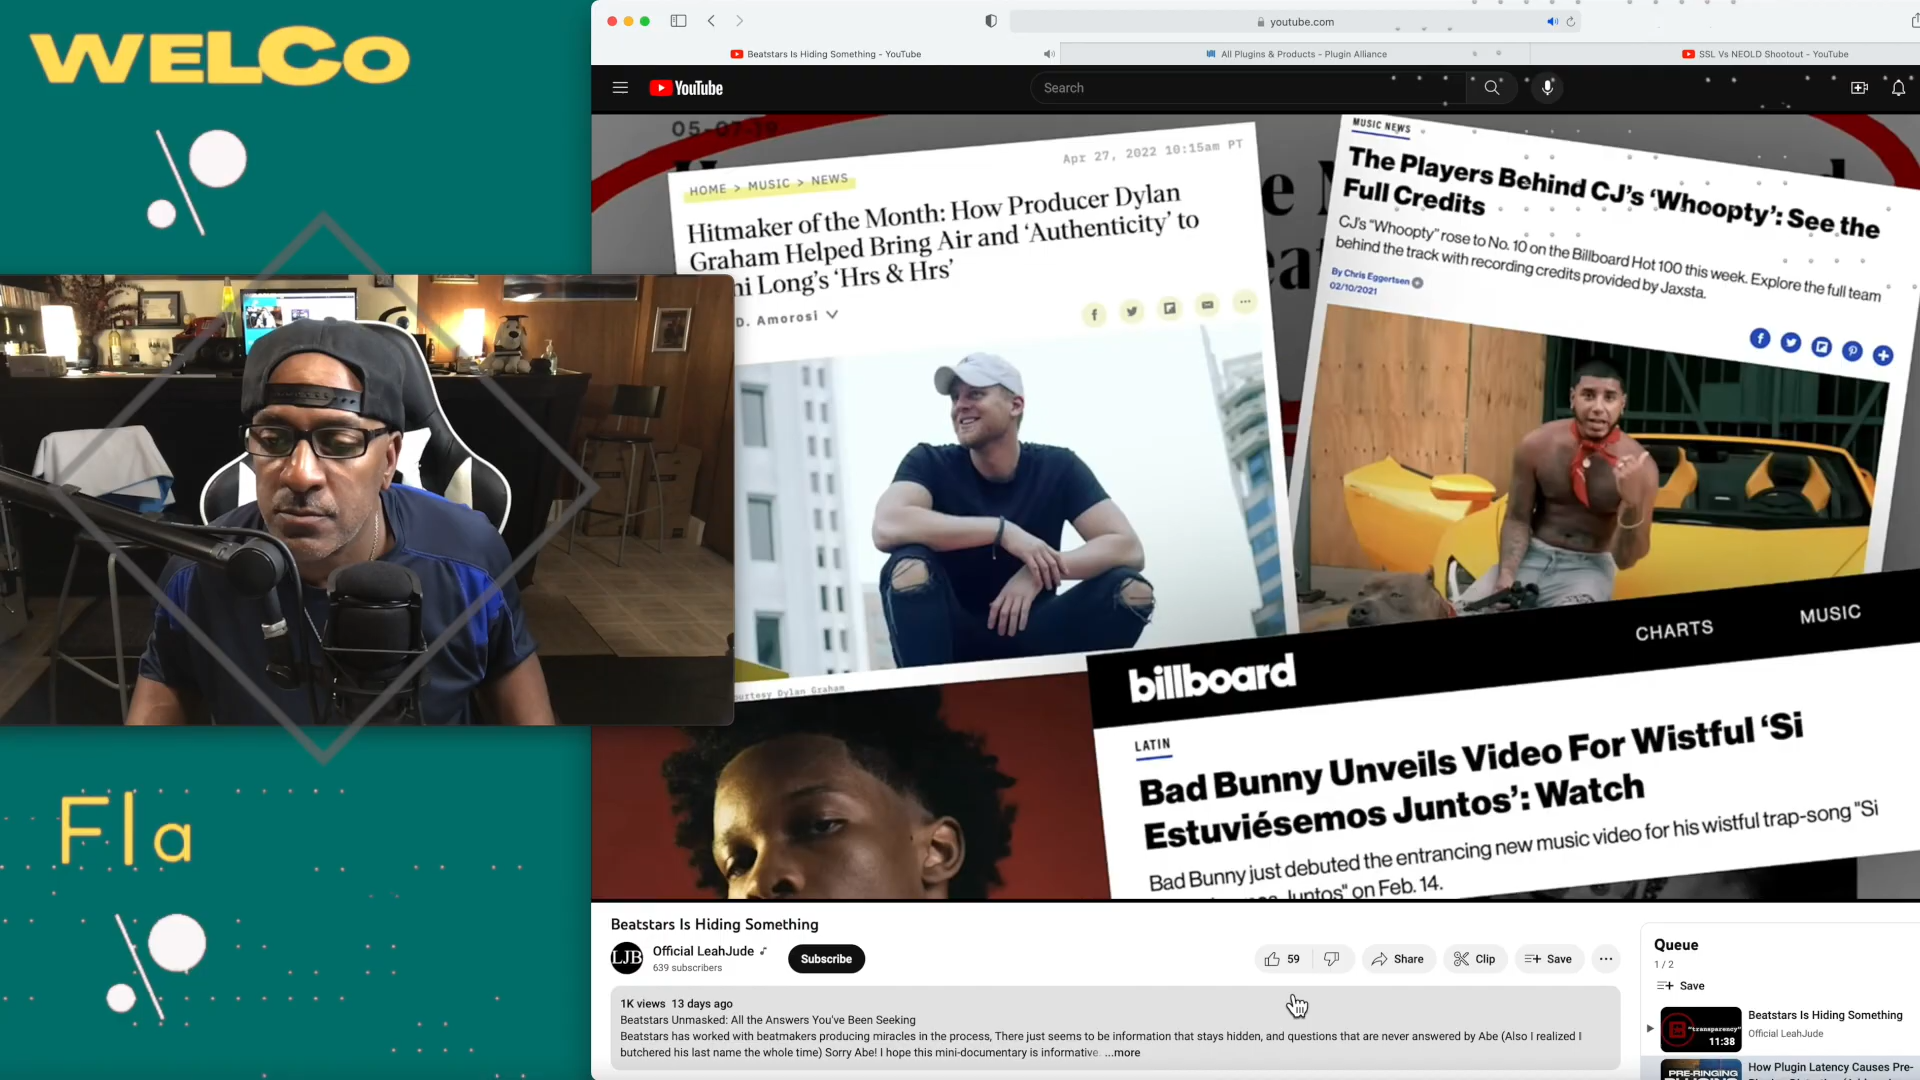 WELCo
youtube.com
Beatstars Is Hiding Something - YouTube
All Plugins & Products - Plugin Alliance
SSL Vs NEOLD Shootout - YouTube
YouTube
Search
Apr 27, 2022 10:15am PT
HOME > MUSIC > NEWS
Hitmaker of the Month: How Producer Dylan
Graham Helped Bring Air and ‘Authenticity’ to
Long’s ‘Hrs & Hrs’
D. Amorosi
Courtesy Dylan Graham
MUSIC NEWS
The Players Behind CJ’s ‘Whoopty’: See the
Full Credits
CJ’s “Whoopty” rose to No. 10 on the Billboard Hot 100 this week. Explore the full team
behind the track with recording credits provided by Jaxsta.
By Chris Eggertsen
02/10/2021
CHARTS
MUSIC
billboard
LATIN
Bad Bunny Unveils Video For Wistful ‘Si
Estuviésemos Juntos’: Watch
Bad Bunny just debuted the entrancing new music video for his wistful trap-song "Si
Juntos" on Feb. 14.
Fla
Beatstars Is Hiding Something
LJB
Official LeahJude
639 subscribers
Subscribe
59
Share
Clip
Save
1K views 13 days ago
Beatstars Unmasked: All the Answers You've Been Seeking
Beatstars has worked with beatmakers producing miracles in the process, There just seems to be information that stays hidden, and questions that are never answered by Abe (Also I realized I
butchered his last name the whole time) Sorry Abe! I hope this mini-documentary is informative. ...more
Queue
1 / 2
Save
"transparency"
11:38
Beatstars Is Hiding Something
Official LeahJude
PRE-RINGING
How Plugin Latency Causes Pre-